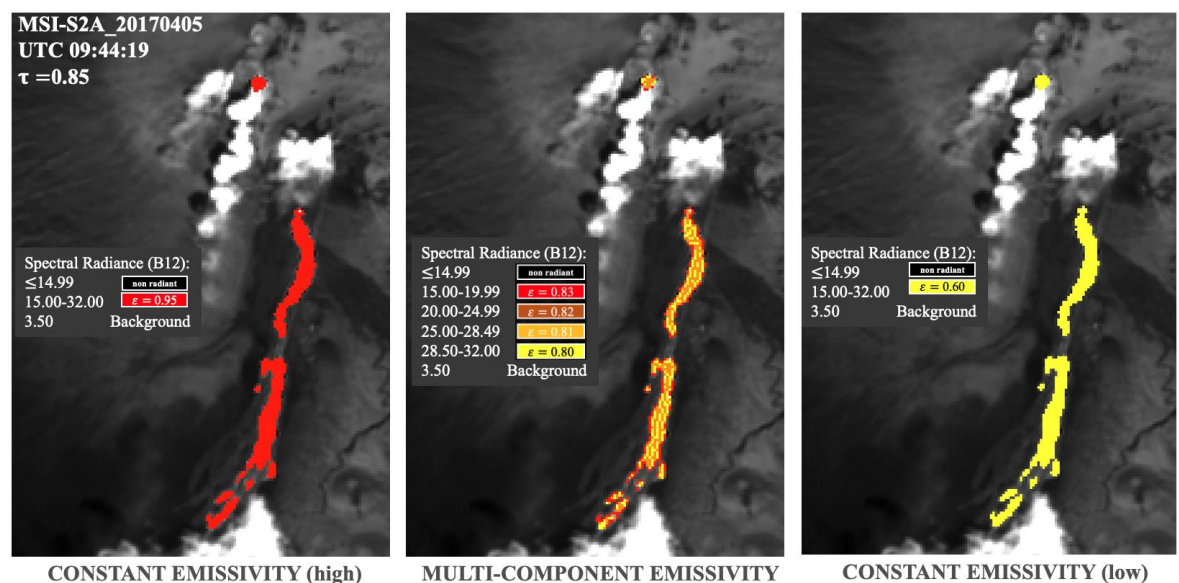 MSI-S2A_20170405
UTC 09:44:19
τ =0.85
Spectral Radiance (B12):
≤14.99 non radiant
15.00-32.00 ε = 0.95
3.50 Background
CONSTANT EMISSIVITY (high)
Spectral Radiance (B12):
≤14.99 non radiant
15.00-19.99 ε = 0.83
20.00-24.99 ε = 0.82
25.00-28.49 ε = 0.81
28.50-32.00 ε = 0.80
3.50 Background
MULTI-COMPONENT EMISSIVITY
Spectral Radiance (B12):
≤14.99 non radiant
15.00-32.00 ε = 0.60
3.50 Background
CONSTANT EMISSIVITY (low)